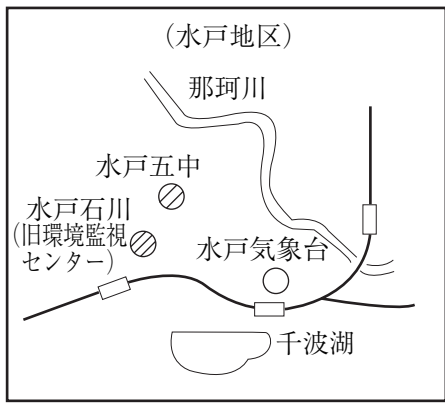 (水戸地区)
那珂川
水戸五中
水戸石川
(旧環境監視
センター)
水戸気象台
千波湖